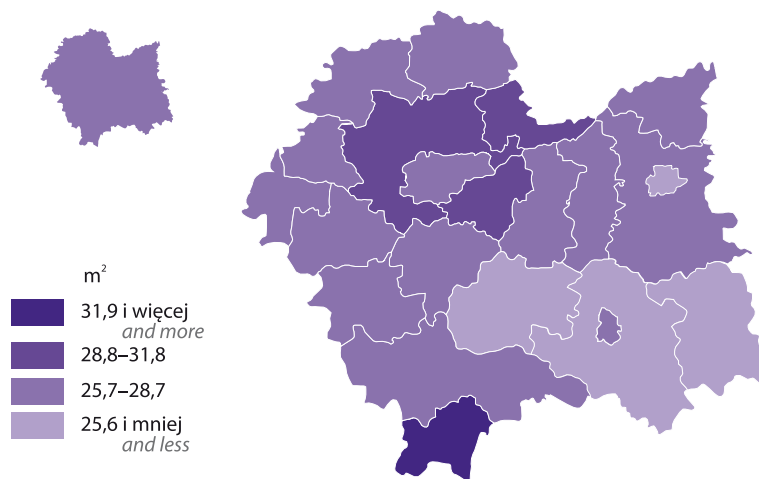 m²
31,9 i więcej
and more
28,8–31,8
25,7–28,7
25,6 i mniej
and less